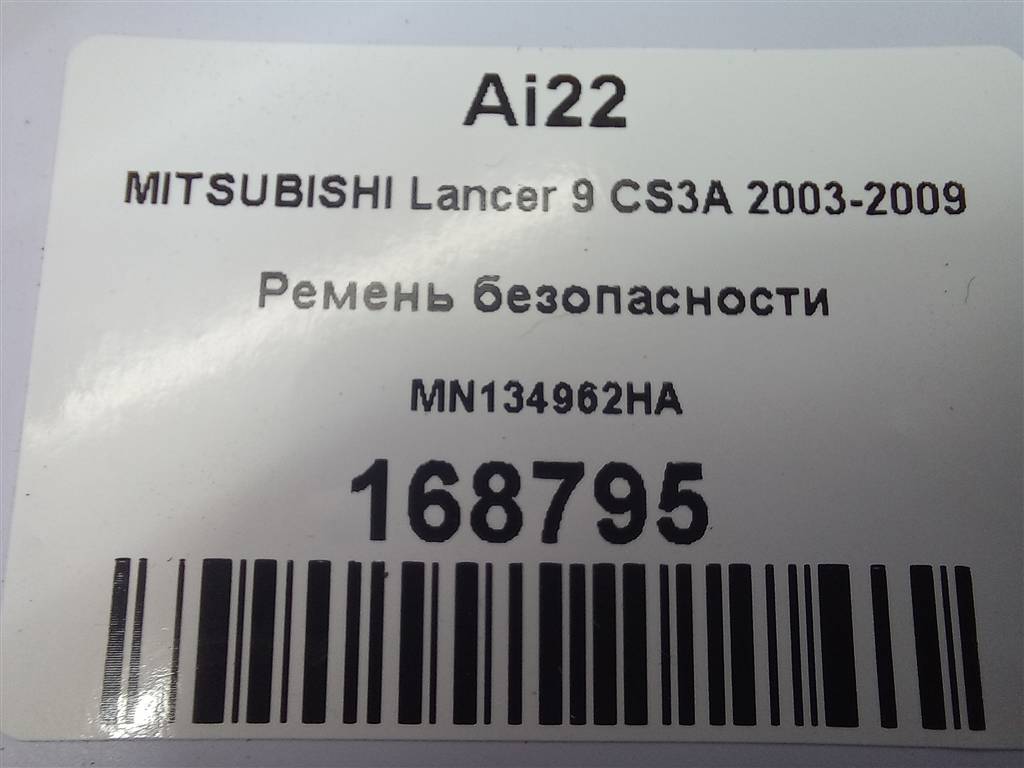 Ai22
MITSUBISHI Lancer 9 CS3A 2003-2009
Ремень безопасности
MN134962HA
168795